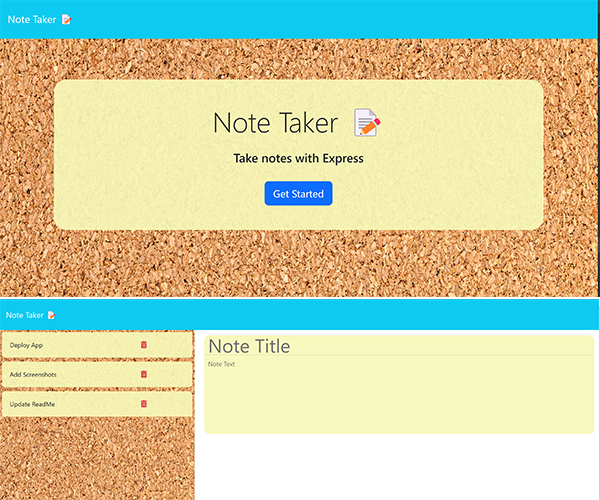 Note Taker 📝
Note Taker 📝
Take notes with Express
Get Started
Note Taker 📝
Deploy App
Add Screenshots
Update ReadMe
Note Title
Note Text